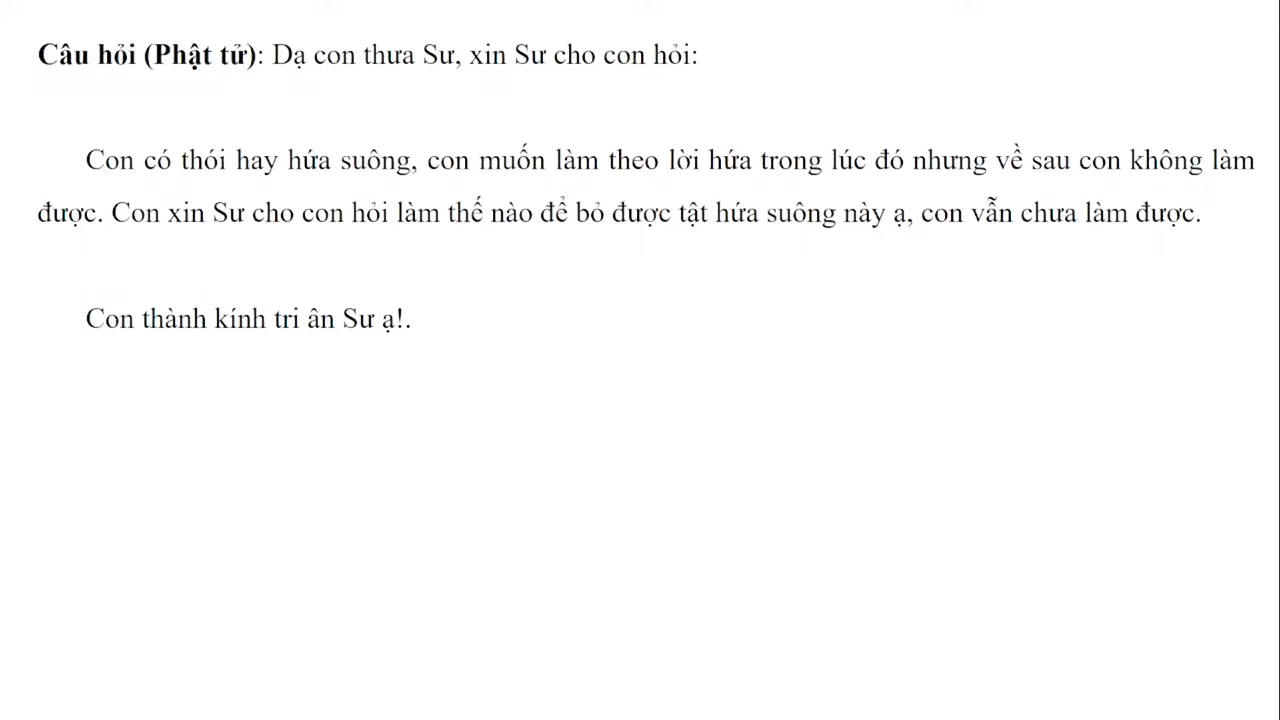 Câu hỏi (Phật tử): Dạ con thưa Sư, xin Sư cho con hỏi:
Con có thói hay hứa suông, con muốn làm theo lời hứa trong lúc đó nhưng về sau con không làm
được. Con xin Sư cho con hỏi làm thế nào để bỏ được tật hứa suông này ạ, con vẫn chưa làm được.
Con thành kính tri ân Sư ạ!.